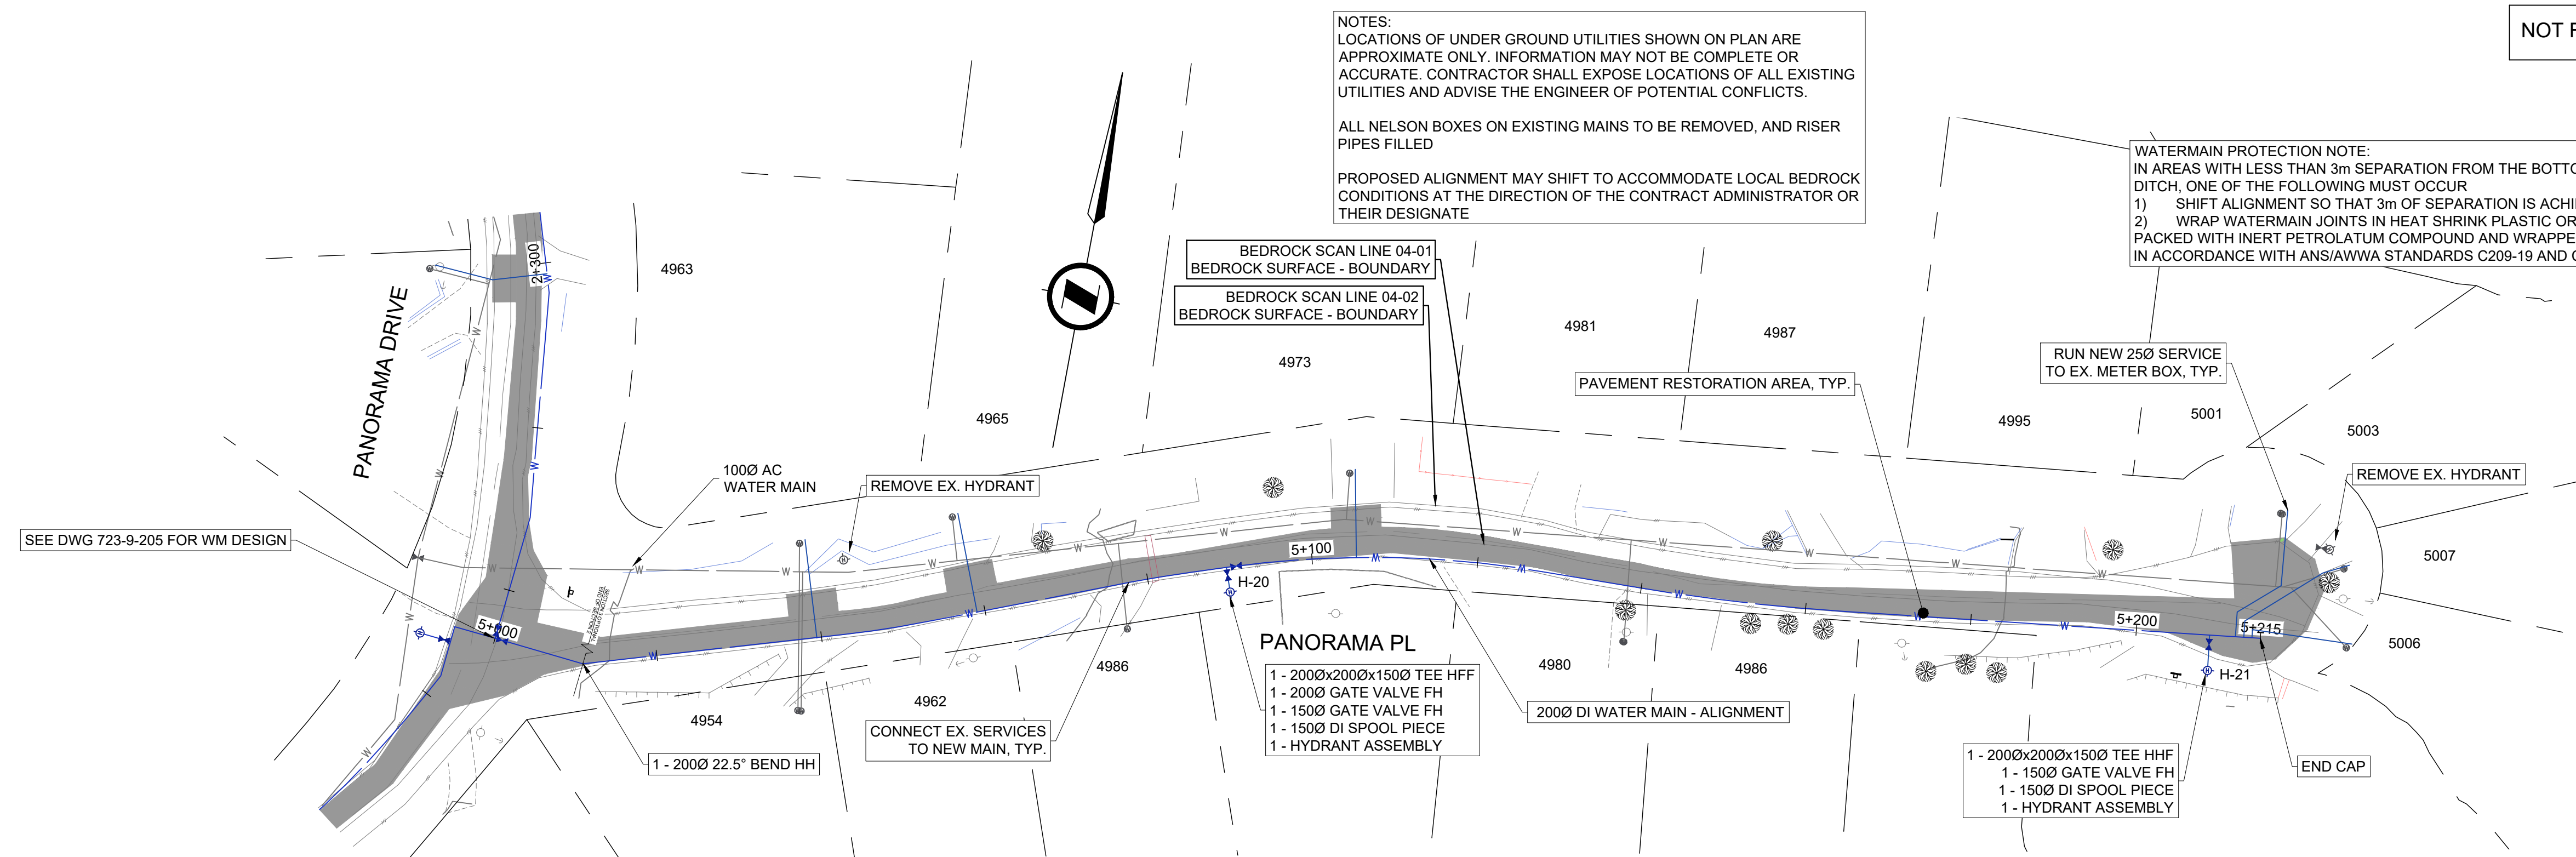 NOTES:
LOCATIONS OF UNDER GROUND UTILITIES SHOWN ON PLAN ARE
APPROXIMATE ONLY. INFORMATION MAY NOT BE COMPLETE OR
ACCURATE. CONTRACTOR SHALL EXPOSE LOCATIONS OF ALL EXISTING
UTILITIES AND ADVISE THE ENGINEER OF POTENTIAL CONFLICTS.
ALL NELSON BOXES ON EXISTING MAINS TO BE REMOVED, AND RISER
PIPES FILLED
PROPOSED ALIGNMENT MAY SHIFT TO ACCOMMODATE LOCAL BEDROCK
CONDITIONS AT THE DIRECTION OF THE CONTRACT ADMINISTRATOR OR
THEIR DESIGNATE
NOT
WATERMAIN PROTECTION NOTE:
IN AREAS WITH LESS THAN 3m SEPARATION FROM THE
DITCH, ONE OF THE FOLLOWING MUST OCCUR
1) SHIFT ALIGNMENT SO THAT 3m OF SEPARATION IS
2) WRAP WATERMAIN JOINTS IN HEAT SHRINK PLASTIC OR
PACKED WITH INERT PETROLATUM COMPOUND AND
IN ACCORDANCE WITH ANS/AWWA STANDARDS C209-19 AND
BEDROCK SCAN LINE 04-01
BEDROCK SURFACE - BOUNDARY
BEDROCK SCAN LINE 04-02
BEDROCK SURFACE - BOUNDARY
2+300
4963
PANORAMA DRIVE
4981
4987
4973
RUN NEW 25Ø SERVICE
TO EX. METER BOX, TYP.
PAVEMENT RESTORATION AREA, TYP.
4965
4995
5001
5003
100Ø AC
WATER MAIN
REMOVE EX. HYDRANT
REMOVE EX. HYDRANT
SEE DWG 723-9-205 FOR WM DESIGN
5+100
5007
H-20
5+000
5+200
5+215
PANORAMA PL
5006
4986
4980
4986
H-21
4962
4954
1 - 200Øx200Øx150Ø TEE HFF
1 - 200Ø GATE VALVE FH
1 - 150Ø GATE VALVE FH
1 - 150Ø DI SPOOL PIECE
1 - HYDRANT ASSEMBLY
200Ø DI WATER MAIN - ALIGNMENT
CONNECT EX. SERVICES
TO NEW MAIN, TYP.
1 - 200Ø 22.5° BEND HH
1 - 200Øx200Øx150Ø TEE HHF
1 - 150Ø GATE VALVE FH
1 - 150Ø DI SPOOL PIECE
1 - HYDRANT ASSEMBLY
END CAP